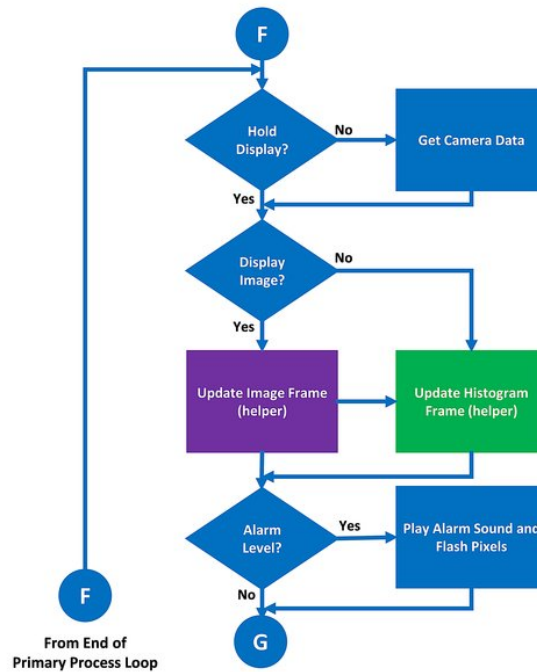 F
Hold
Display?
No
Get Camera Data
Yes
Display
Image?
No
Yes
Update Image Frame
(helper)
Update Histogram
Frame (helper)
Alarm
Level?
Yes
Play Alarm Sound and
Flash Pixels
No
F
G
From End of
Primary Process Loop